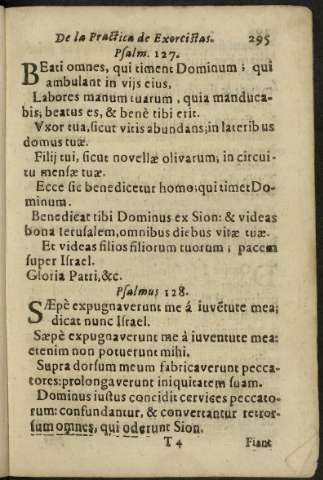 De la Practica de Exorcistas. 295
Psalm. 127.
BEati omnes, qui timent Dominum; qui
ambulant in vijs eius,
Labores manum tuarum, quia manduca-
bis; beatus es, & benè tibi erit.
Vxor tua, sicut vitis abundans; in lateribus
domus tuæ.
Filij tui, sicut novellæ olivarum, in circui-
tu mensæ tuæ.
Ecce sic benedicetur homo; qui timet Do-
minum.
Benedicat tibi Dominus ex Sion: & videas
bona Ierusalem, omnibus diebus vitæ tuæ.
Et videas filios filiorum tuorum; pacem
super Israel.
Gloria Patri, &c.
Psalmus 128.
SÆpè expugnaverunt me á iuvẽtute mea;
dicat nunc Israel.
Sæpè expugnaverunt me à iuventute mea:
etenim non potuerunt mihi.
Supra dorsum meum fabricaverunt pecca-
tores: prolongaverunt iniquitatem suam.
Dominus iustus concidit cervices peccato-
rum: confundantur, & convertantur retror-
sum omnes, qui oderunt Sion.
T 4 Fiant